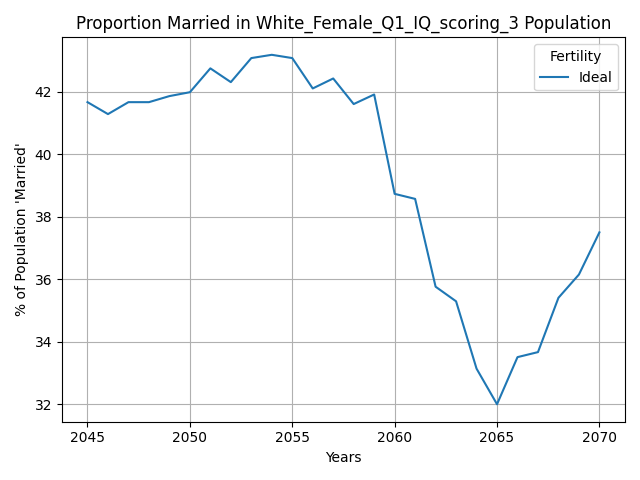 Proportion Married in White_Female_Q1_IQ_scoring_3 Population
Fertility
Ideal
% of Population 'Married'
42
40
38
36
34
32
2045 2050 2055 2060 2065 2070
Years